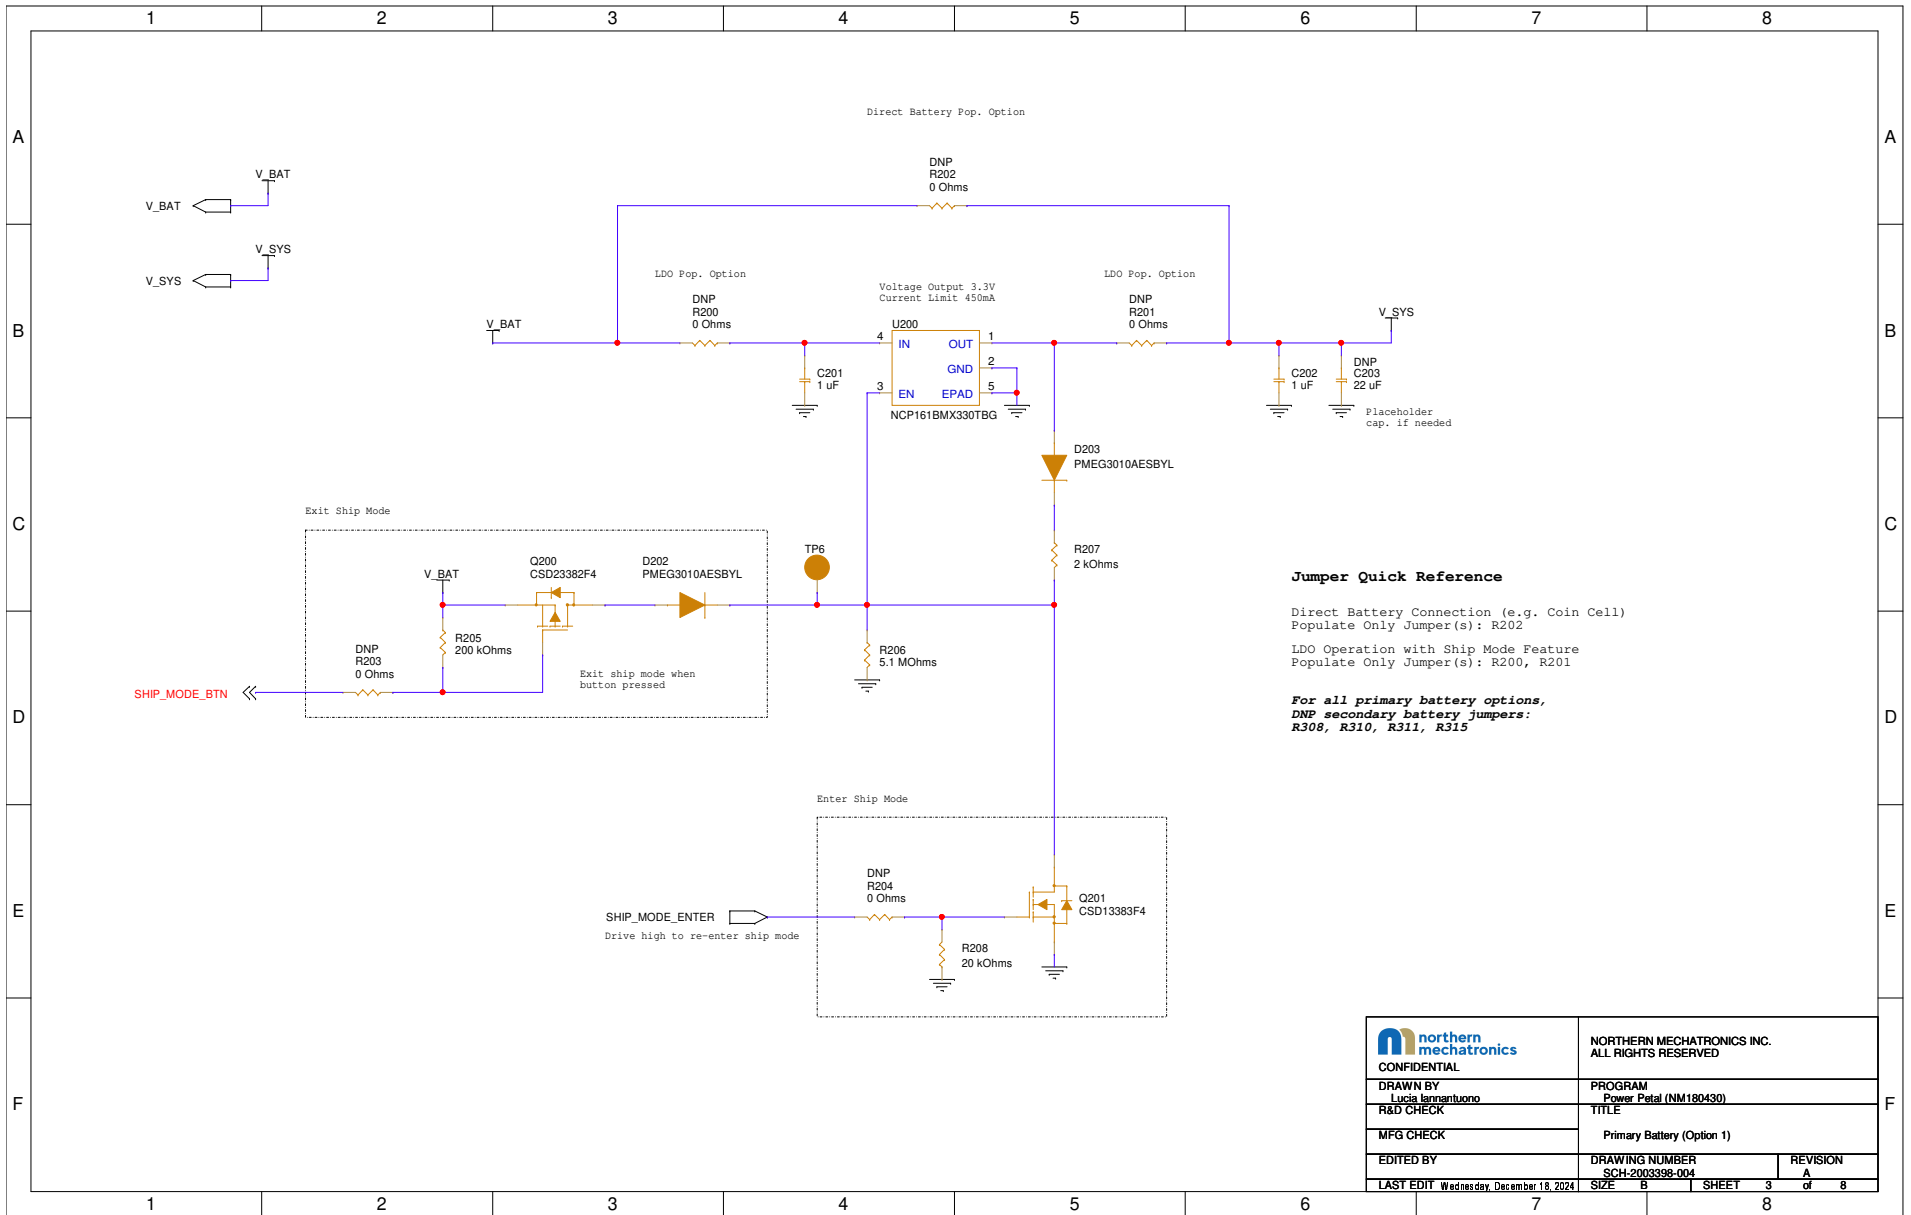 1 2 3 4 5 6 7 8
Direct Battery Pop. Option
A A
DNP
R202
0 Ohms
V_BAT
V_BAT
V_SYS
V_SYS
LDO Pop. Option
DNP
R200
0 Ohms
Voltage Output 3.3V
Current Limit 450mA
LDO Pop. Option
DNP
R201
0 Ohms
B B
V_BAT
U200
V_SYS
4 IN OUT 1
GND 2
3 EN EPAD 5
NCP161BMX330TBG
C201
1 uF
C202
1 uF
DNP
C203
22 uF
Placeholder
cap. if needed
D203
PMEG3010AESBYL
C C
Exit Ship Mode
V_BAT
Q200
CSD23382F4
D202
PMEG3010AESBYL
TP6
R207
2 kOhms
R205
200 kOhms
DNP
R203
0 Ohms
Exit ship mode when
button pressed
SHIP_MODE_BTN
R206
5.1 MOhms
Jumper Quick Reference
Direct Battery Connection (e.g. Coin Cell)
Populate Only Jumper(s): R202
LDO Operation with Ship Mode Feature
Populate Only Jumper(s): R200, R201
For all primary battery options,
DNP secondary battery jumpers:
R308, R310, R311, R315
D D
Enter Ship Mode
DNP
R204
0 Ohms
SHIP_MODE_ENTER
Drive high to re-enter ship mode
R208
20 kOhms
Q201
CSD13383F4
E E
northern
mechatronics
CONFIDENTIAL
NORTHERN MECHATRONICS INC.
ALL RIGHTS RESERVED
DRAWN BY
Lucia Iannantuono
PROGRAM
Power Petal (NM180430)
R&D CHECK
TITLE
MFG CHECK
Primary Battery (Option 1)
EDITED BY
DRAWING NUMBER
SCH-2003398-004
REVISION
A
LAST EDIT Wednesday, December 18, 2024
SIZE B SHEET 3 of 8
F F
1 2 3 4 5 6 7 8